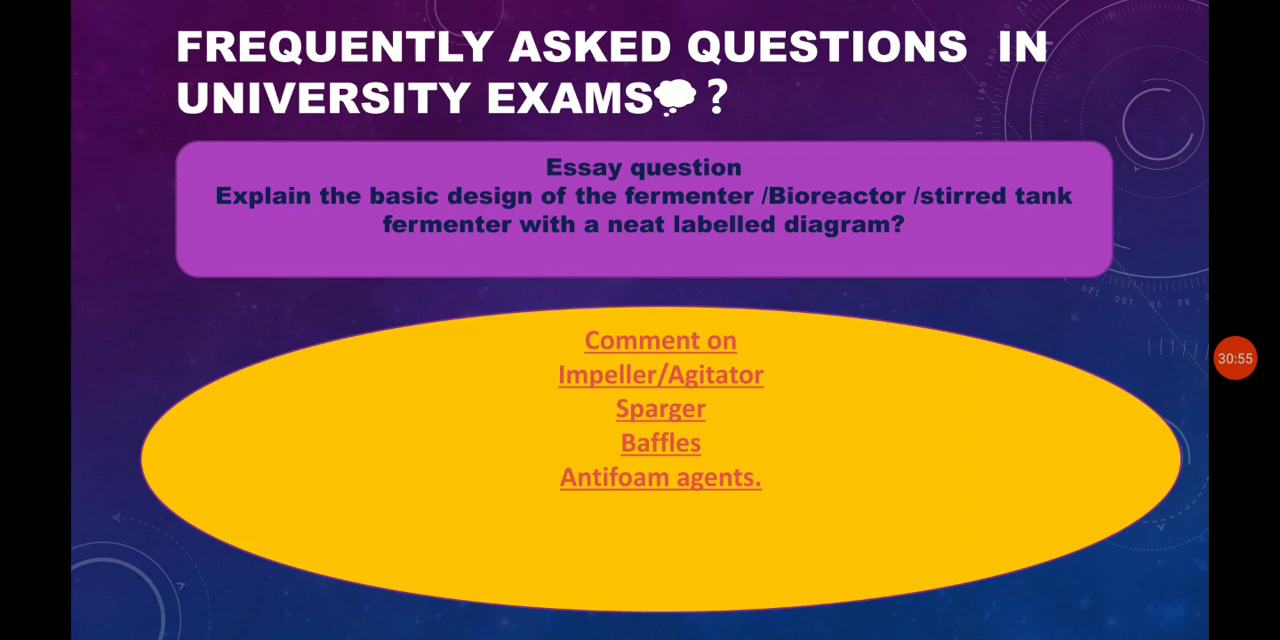 FREQUENTLY ASKED QUESTIONS IN
UNIVERSITY EXAMS💭?
Essay question
Explain the basic design of the fermenter /Bioreactor /stirred tank
fermenter with a neat labelled diagram?
Comment on
Impeller/Agitator
Sparger
Baffles
Antifoam agents.
30:55